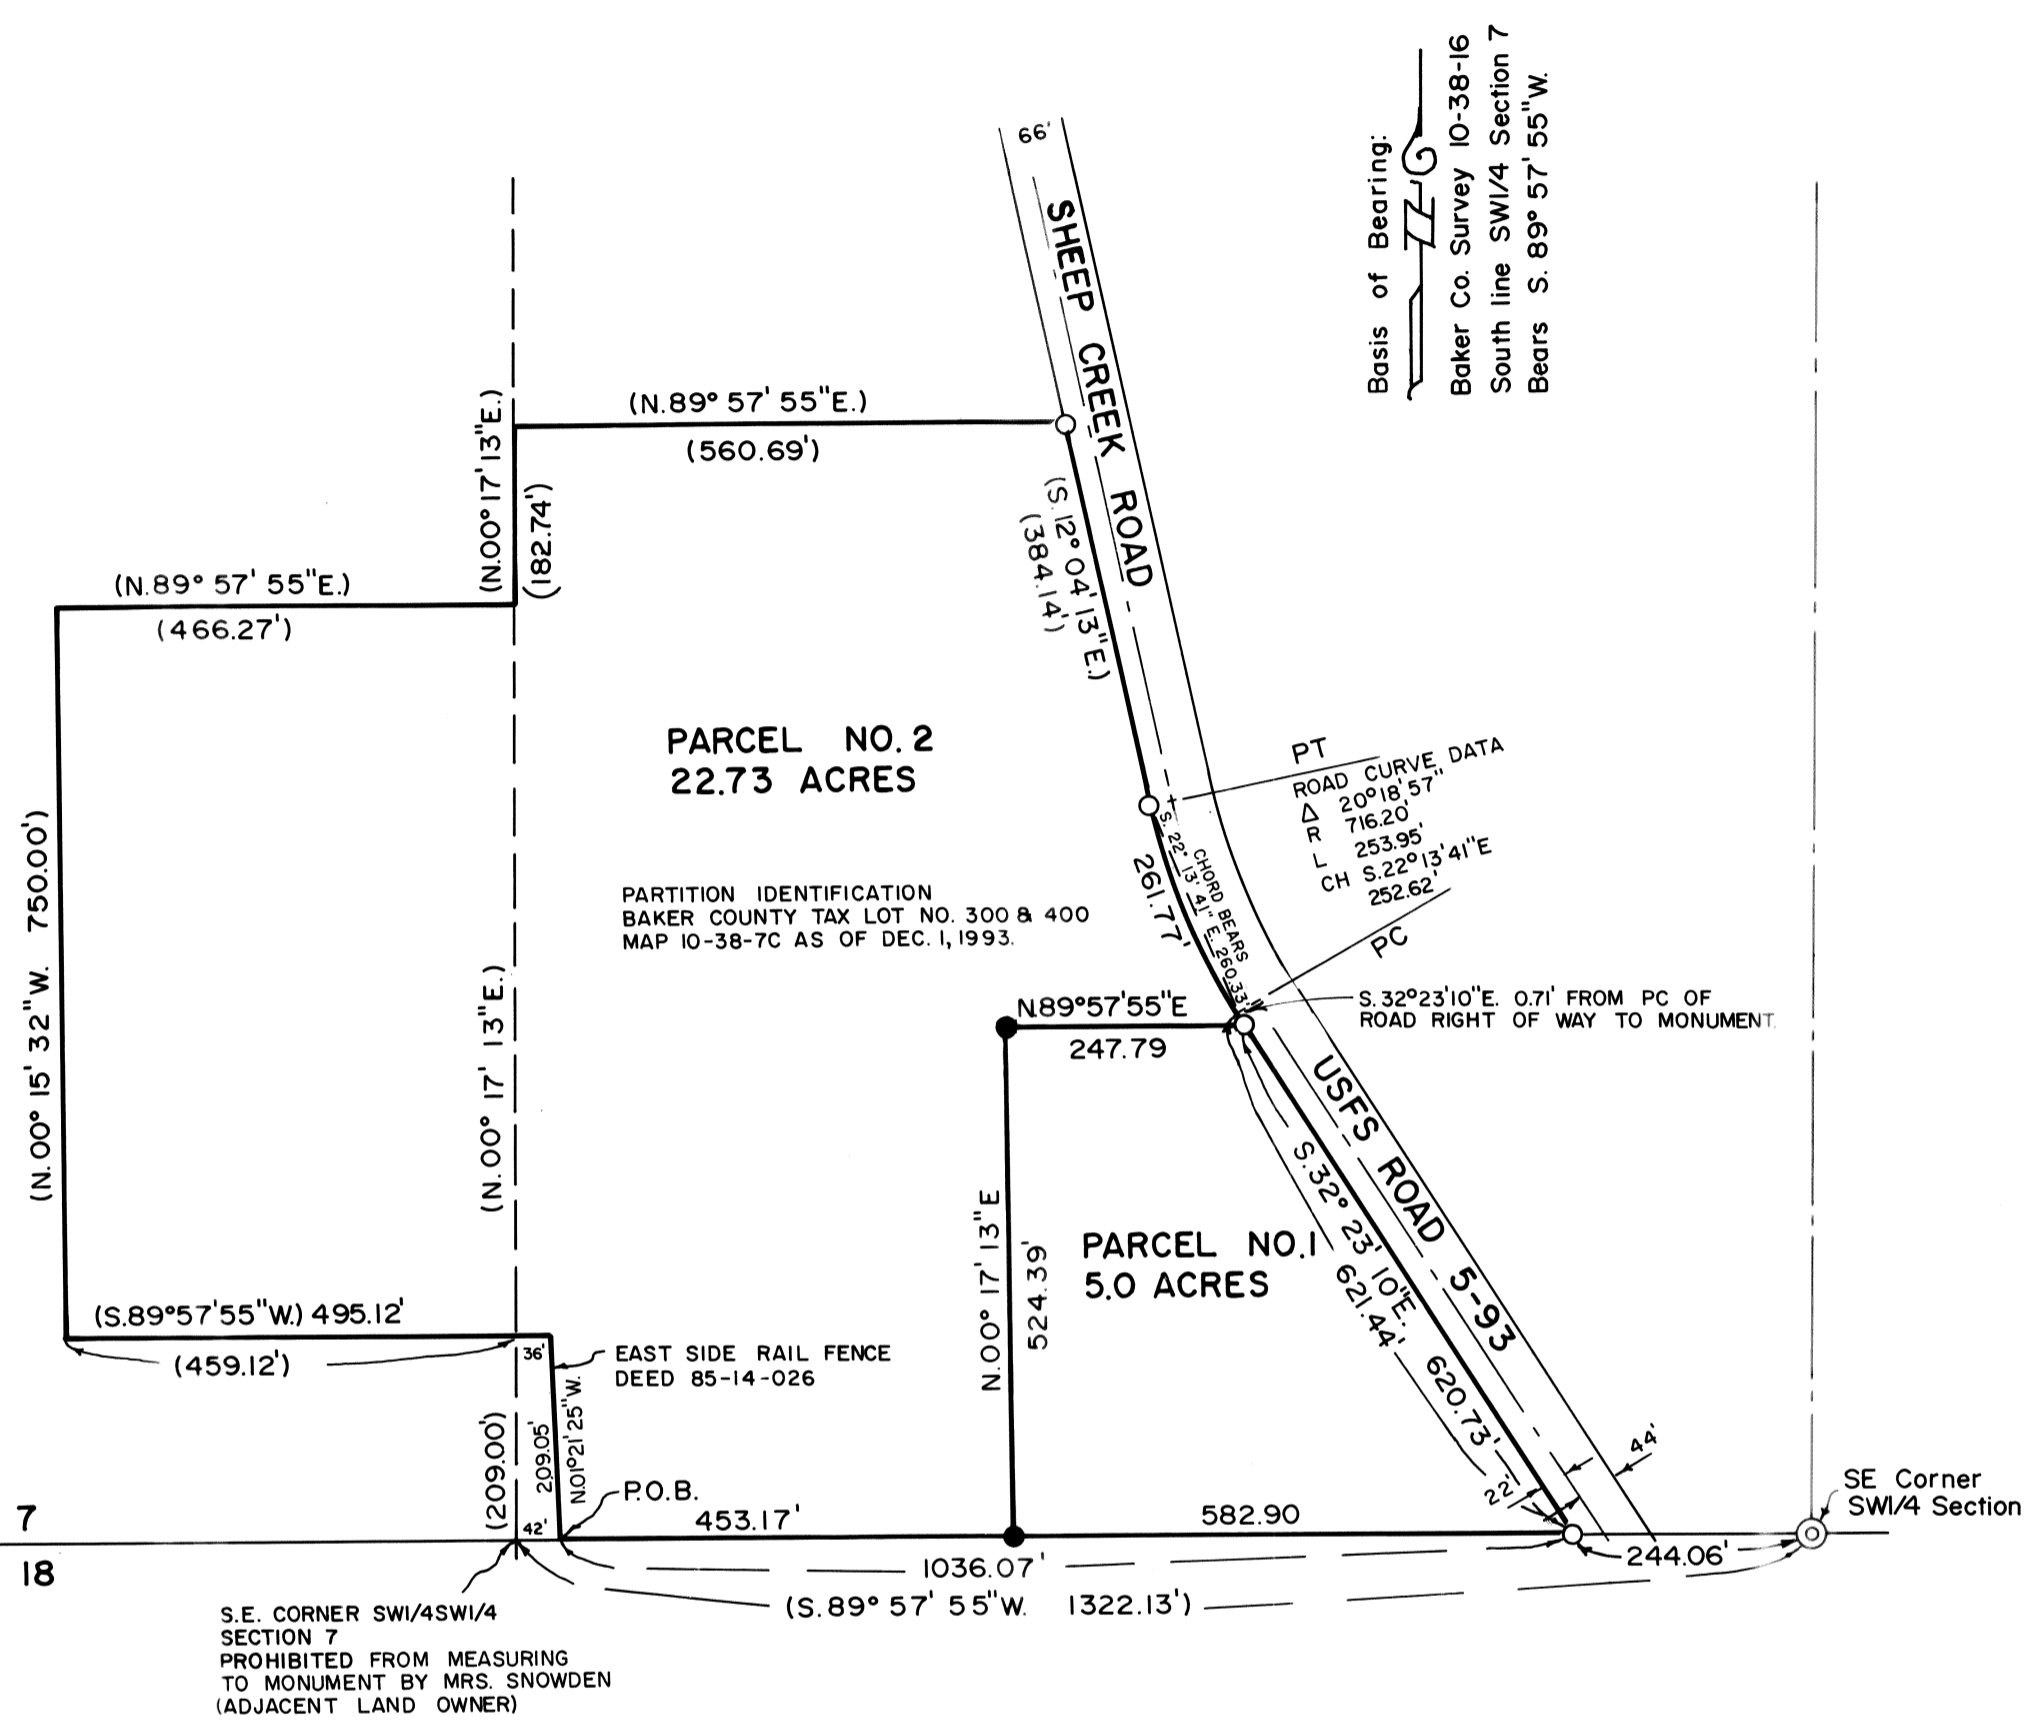 66'
SHEEP CREEK ROAD
Basis of Bearing:
Baker Co. Survey 10-38-16
South line SW1/4 Section 7
Bears S. 89° 57' 55"W.
(N.89° 57' 55"E.)
(560.69')
(N.00° 17' 13"E.)
(182.74')
(S. 12° 04' 13"E.)
(384.14')
(N.89° 57' 55"E.)
(466.27')
PARCEL NO. 2
22.73 ACRES
PT
ROAD CURVE DATA
Δ 20°18'57"
R 716.20'
L 253.95'
CH S.22°13'41"E
252.62'
PC
(N.00° 15' 32"W. 750.00')
PARTITION IDENTIFICATION
BAKER COUNTY TAX LOT NO. 300 & 400
MAP 10-38-7C AS OF DEC. 1, 1993.
261.77'
CHORD BEARS
S. 22° 13' 41" E. 260.33'
N.89°57'55"E
247.79
S. 32°23'10"E. 0.71' FROM PC OF
ROAD RIGHT OF WAY TO MONUMENT
(N.00° 17' 13"E.)
USFS ROAD 5-93
N.00° 17' 13"E
524.39'
PARCEL NO. 1
5.0 ACRES
S. 32° 23' 10"E.
620.73'
621.44'
(S.89°57'55"W.) 495.12'
(459.12')
36'
EAST SIDE RAIL FENCE
DEED 85-14-026
(209.00')
209.05'
N.01°21'25"W.
P.O.B.
42'
453.17'
582.90
22'
44'
SE Corner
SW1/4 Section
7
18
1036.07'
244.06'
(S. 89° 57' 55"W. 1322.13')
S.E. CORNER SW1/4SW1/4
SECTION 7
PROHIBITED FROM MEASURING
TO MONUMENT BY MRS. SNOWDEN
(ADJACENT LAND OWNER)